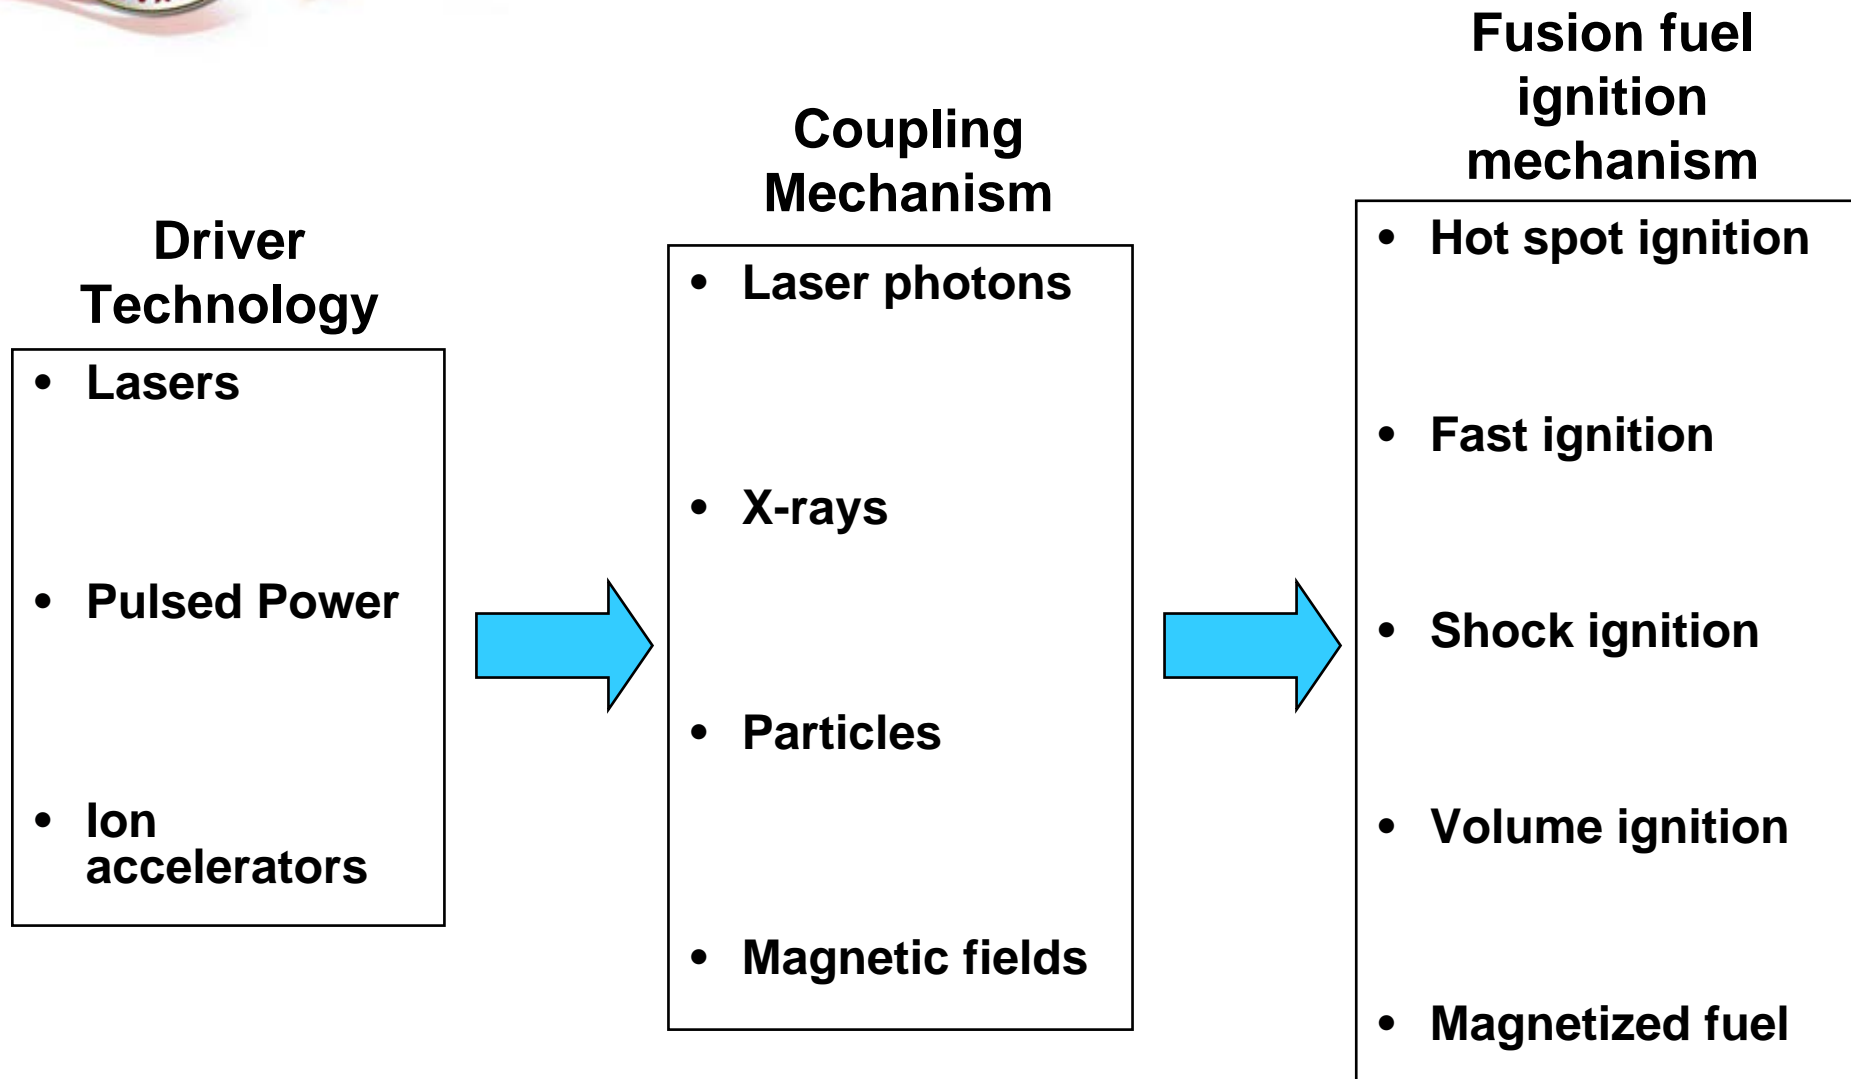 Driver
Technology
• Lasers
• Pulsed Power
• Ion
accelerators
Coupling
Mechanism
• Laser photons
• X-rays
• Particles
• Magnetic fields
Fusion fuel
ignition
mechanism
• Hot spot ignition
• Fast ignition
• Shock ignition
• Volume ignition
• Magnetized fuel